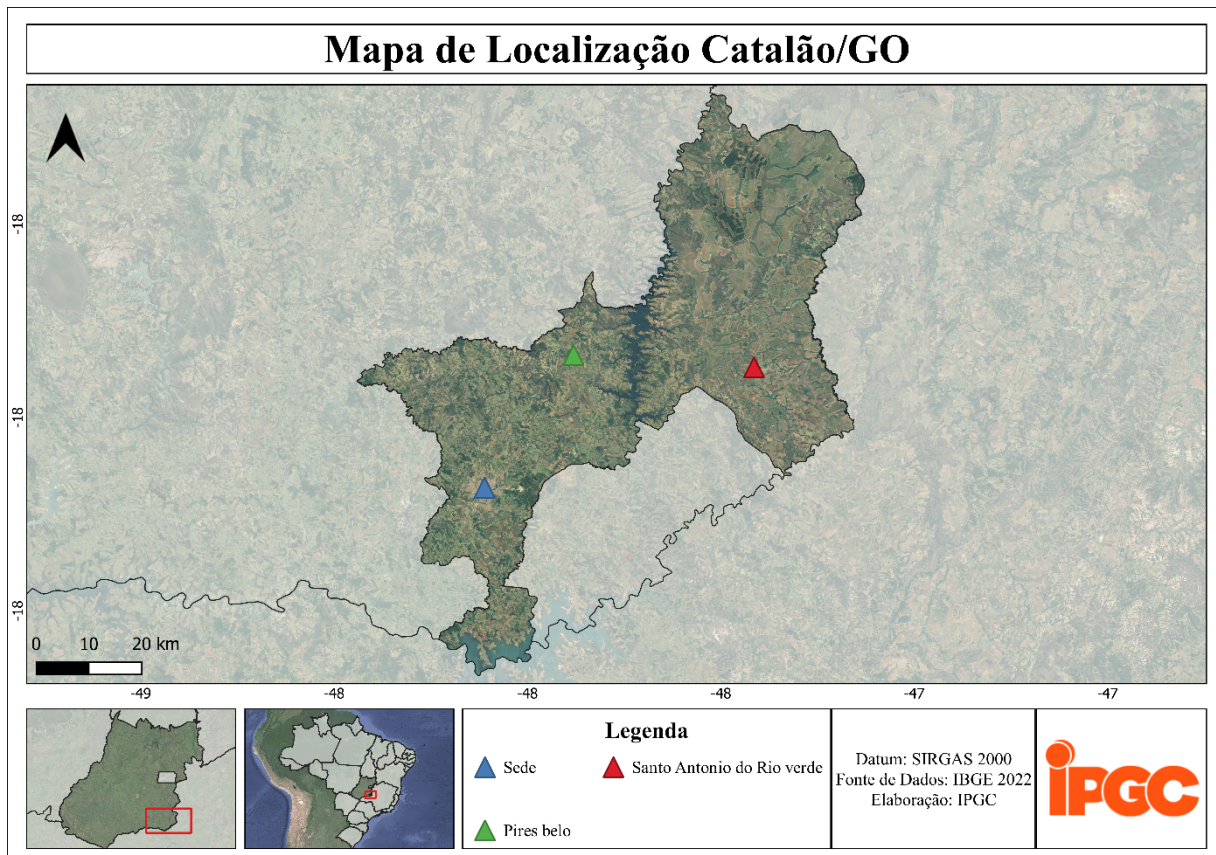 Mapa de Localização Catalão/GO
-18
-18
-18
0 10 20 km
-49
-48
-48
-48
-47
-47
Legenda
Sede
Santo Antonio do Rio verde
Pires belo
Datum: SIRGAS 2000
Fonte de Dados: IBGE 2022
Elaboração: IPGC
iPGC